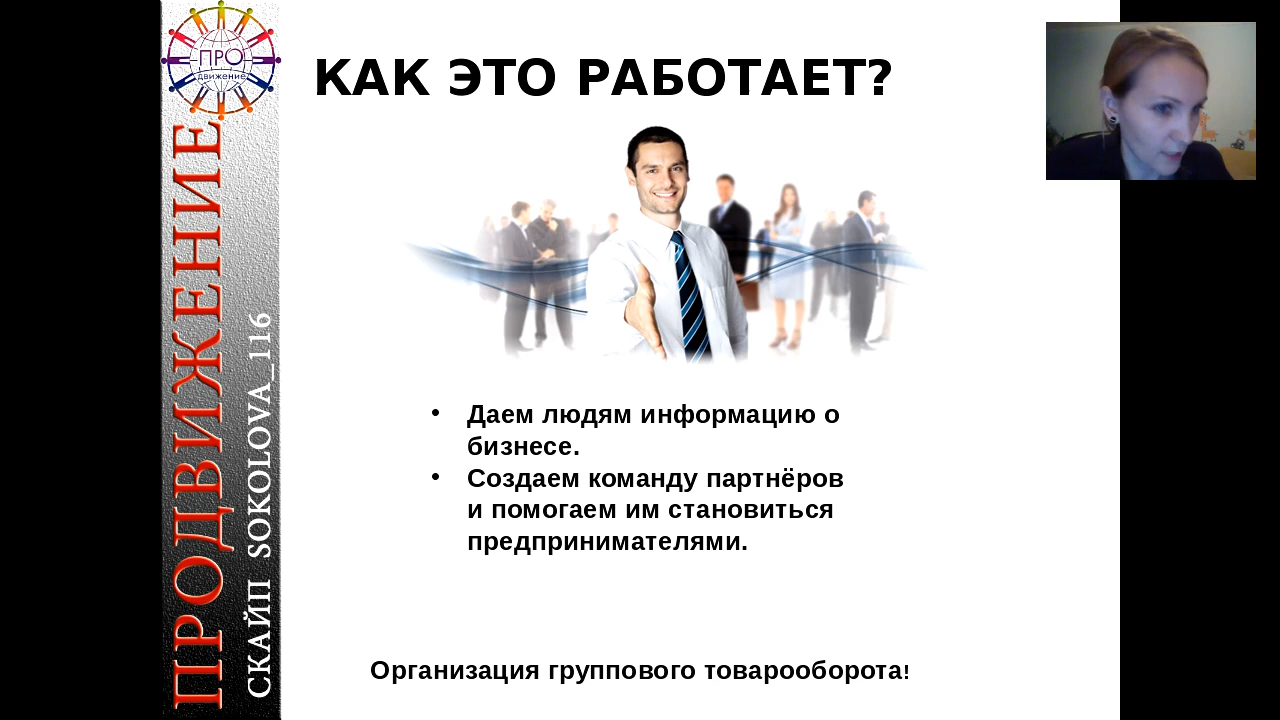 ПРО
движение
ПРОДВИЖЕНИЕ
СКАЙП SOKOLOVA_116
КАК ЭТО РАБОТАЕТ?
• Даем людям информацию о
бизнесе.
• Создаем команду партнёров
и помогаем им становиться
предпринимателями.
Организация группового товарооборота!